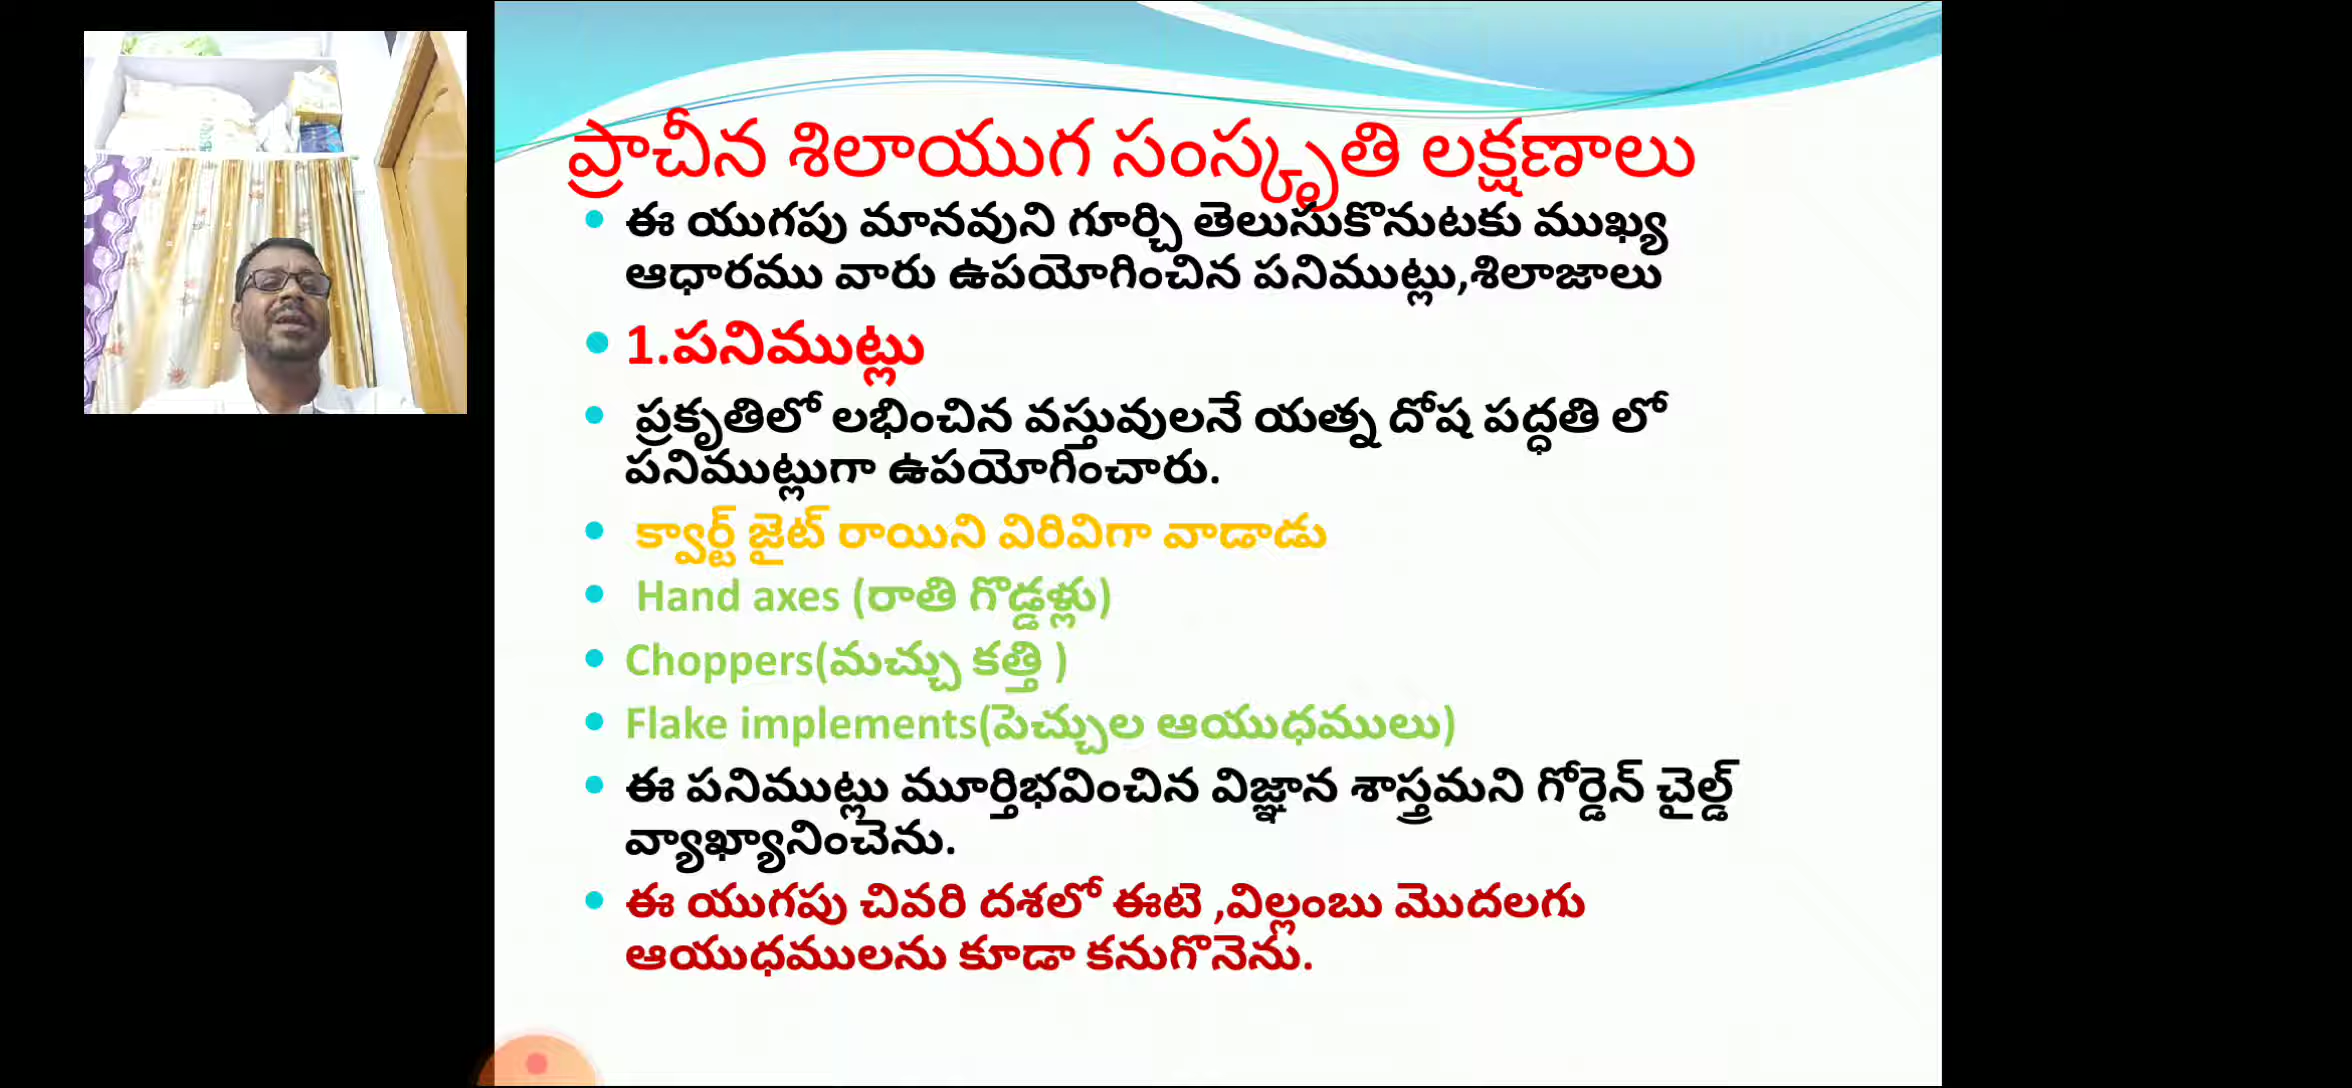 ప్రాచీన శిలాయుగ సంస్కృతి లక్షణాలు
ఈ యుగపు మానవుని గూర్చి తెలుసుకొనుటకు ముఖ్య
ఆధారము వారు ఉపయోగించిన పనిముట్లు,శిలాజాలు
1.పనిముట్లు
ప్రకృతిలో లభించిన వస్తువులనే యత్న దోష పద్ధతి లో
పనిముట్లుగా ఉపయోగించారు.
క్వార్ట్ జైట్ రాయిని విరివిగా వాడాడు
Hand axes (రాతి గొడ్డళ్లు)
Choppers(మచ్చు కత్తి )
Flake implements(పెచ్చుల ఆయుధములు)
ఈ పనిముట్లు మూర్తిభవించిన విజ్ఞాన శాస్త్రమని గోర్డెన్ చైల్డ్
వ్యాఖ్యానించెను.
ఈ యుగపు చివరి దశలో ఈటె ,విల్లంబు మొదలగు
ఆయుధములను కూడా కనుగొనెను.